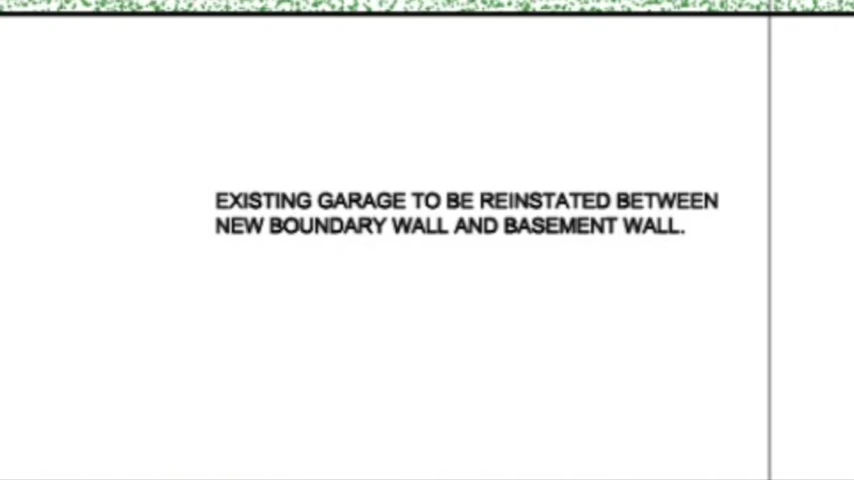 EXISTING GARAGE TO BE REINSTATED BETWEEN
NEW BOUNDARY WALL AND BASEMENT WALL.